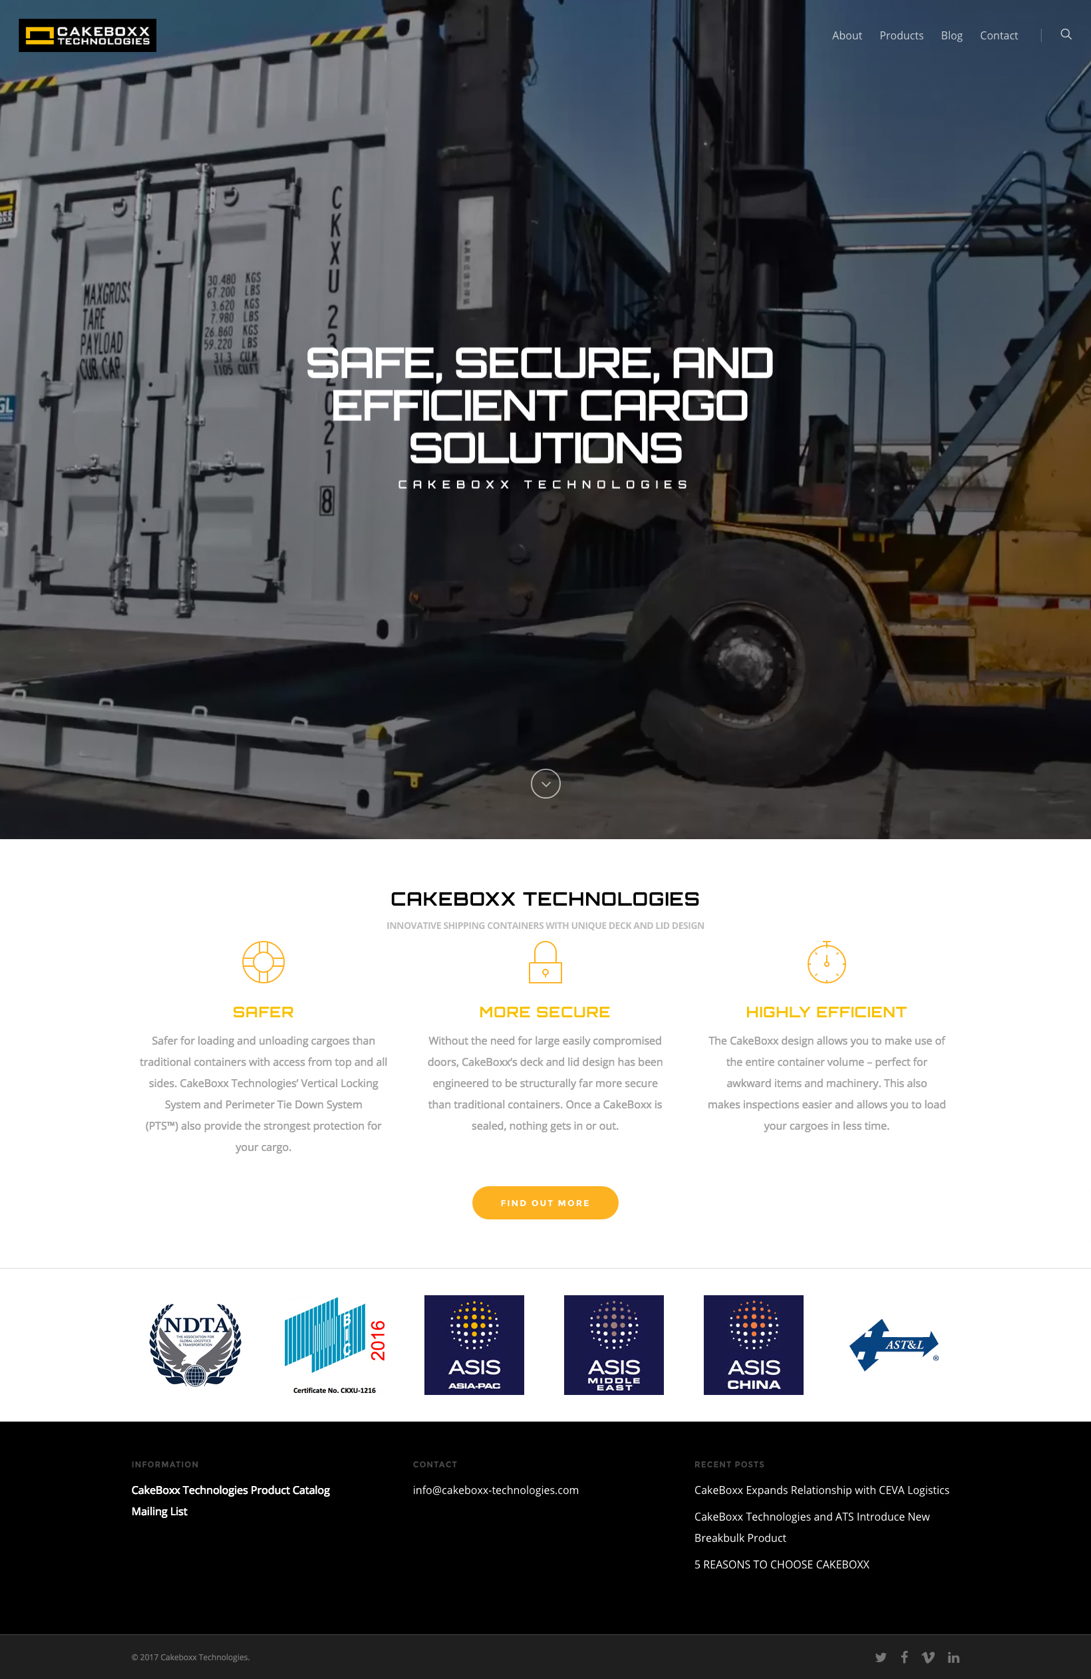 CAKEBOXX
TECHNOLOGIES
About Products Blog Contact
CKXU 232021 8
MAXGROSS 30.480 KGS
67.200 LBS
TARE 3.620 KGS
7.980 LBS
PAYLOAD 26.860 KGS
59.220 LBS
CUB.CAP. 31.3 CU.M
1105 CUFT
SAFE, SECURE, AND
EFFICIENT CARGO
SOLUTIONS
CAKEBOXX TECHNOLOGIES
CAKEBOXX TECHNOLOGIES
INNOVATIVE SHIPPING CONTAINERS WITH UNIQUE DECK AND LID DESIGN
SAFER
Safer for loading and unloading cargoes than
traditional containers with access from top and all
sides. CakeBoxx Technologies’ Vertical Locking
System and Perimeter Tie Down System
(PTS™) also provide the strongest protection for
your cargo.
MORE SECURE
Without the need for large easily compromised
doors, CakeBoxx’s deck and lid design has been
engineered to be structurally far more secure
than traditional containers. Once a CakeBoxx is
sealed, nothing gets in or out.
HIGHLY EFFICIENT
The CakeBoxx design allows you to make use of
the entire container volume – perfect for
awkward items and machinery. This also
makes inspections easier and allows you to load
your cargoes in less time.
FIND OUT MORE
NDTA
THE ASSOCIATION FOR
GLOBAL LOGISTICS
& TRANSPORTATION
BIC
2016
Certificate No. CKXU-1216
ASIS
ASIA-PAC
ASIS
MIDDLE
EAST
ASIS
CHINA
AST&L ®
INFORMATION
CakeBoxx Technologies Product Catalog
Mailing List
CONTACT
info@cakeboxx-technologies.com
RECENT POSTS
CakeBoxx Expands Relationship with CEVA Logistics
CakeBoxx Technologies and ATS Introduce New
Breakbulk Product
5 REASONS TO CHOOSE CAKEBOXX
© 2017 Cakeboxx Technologies.